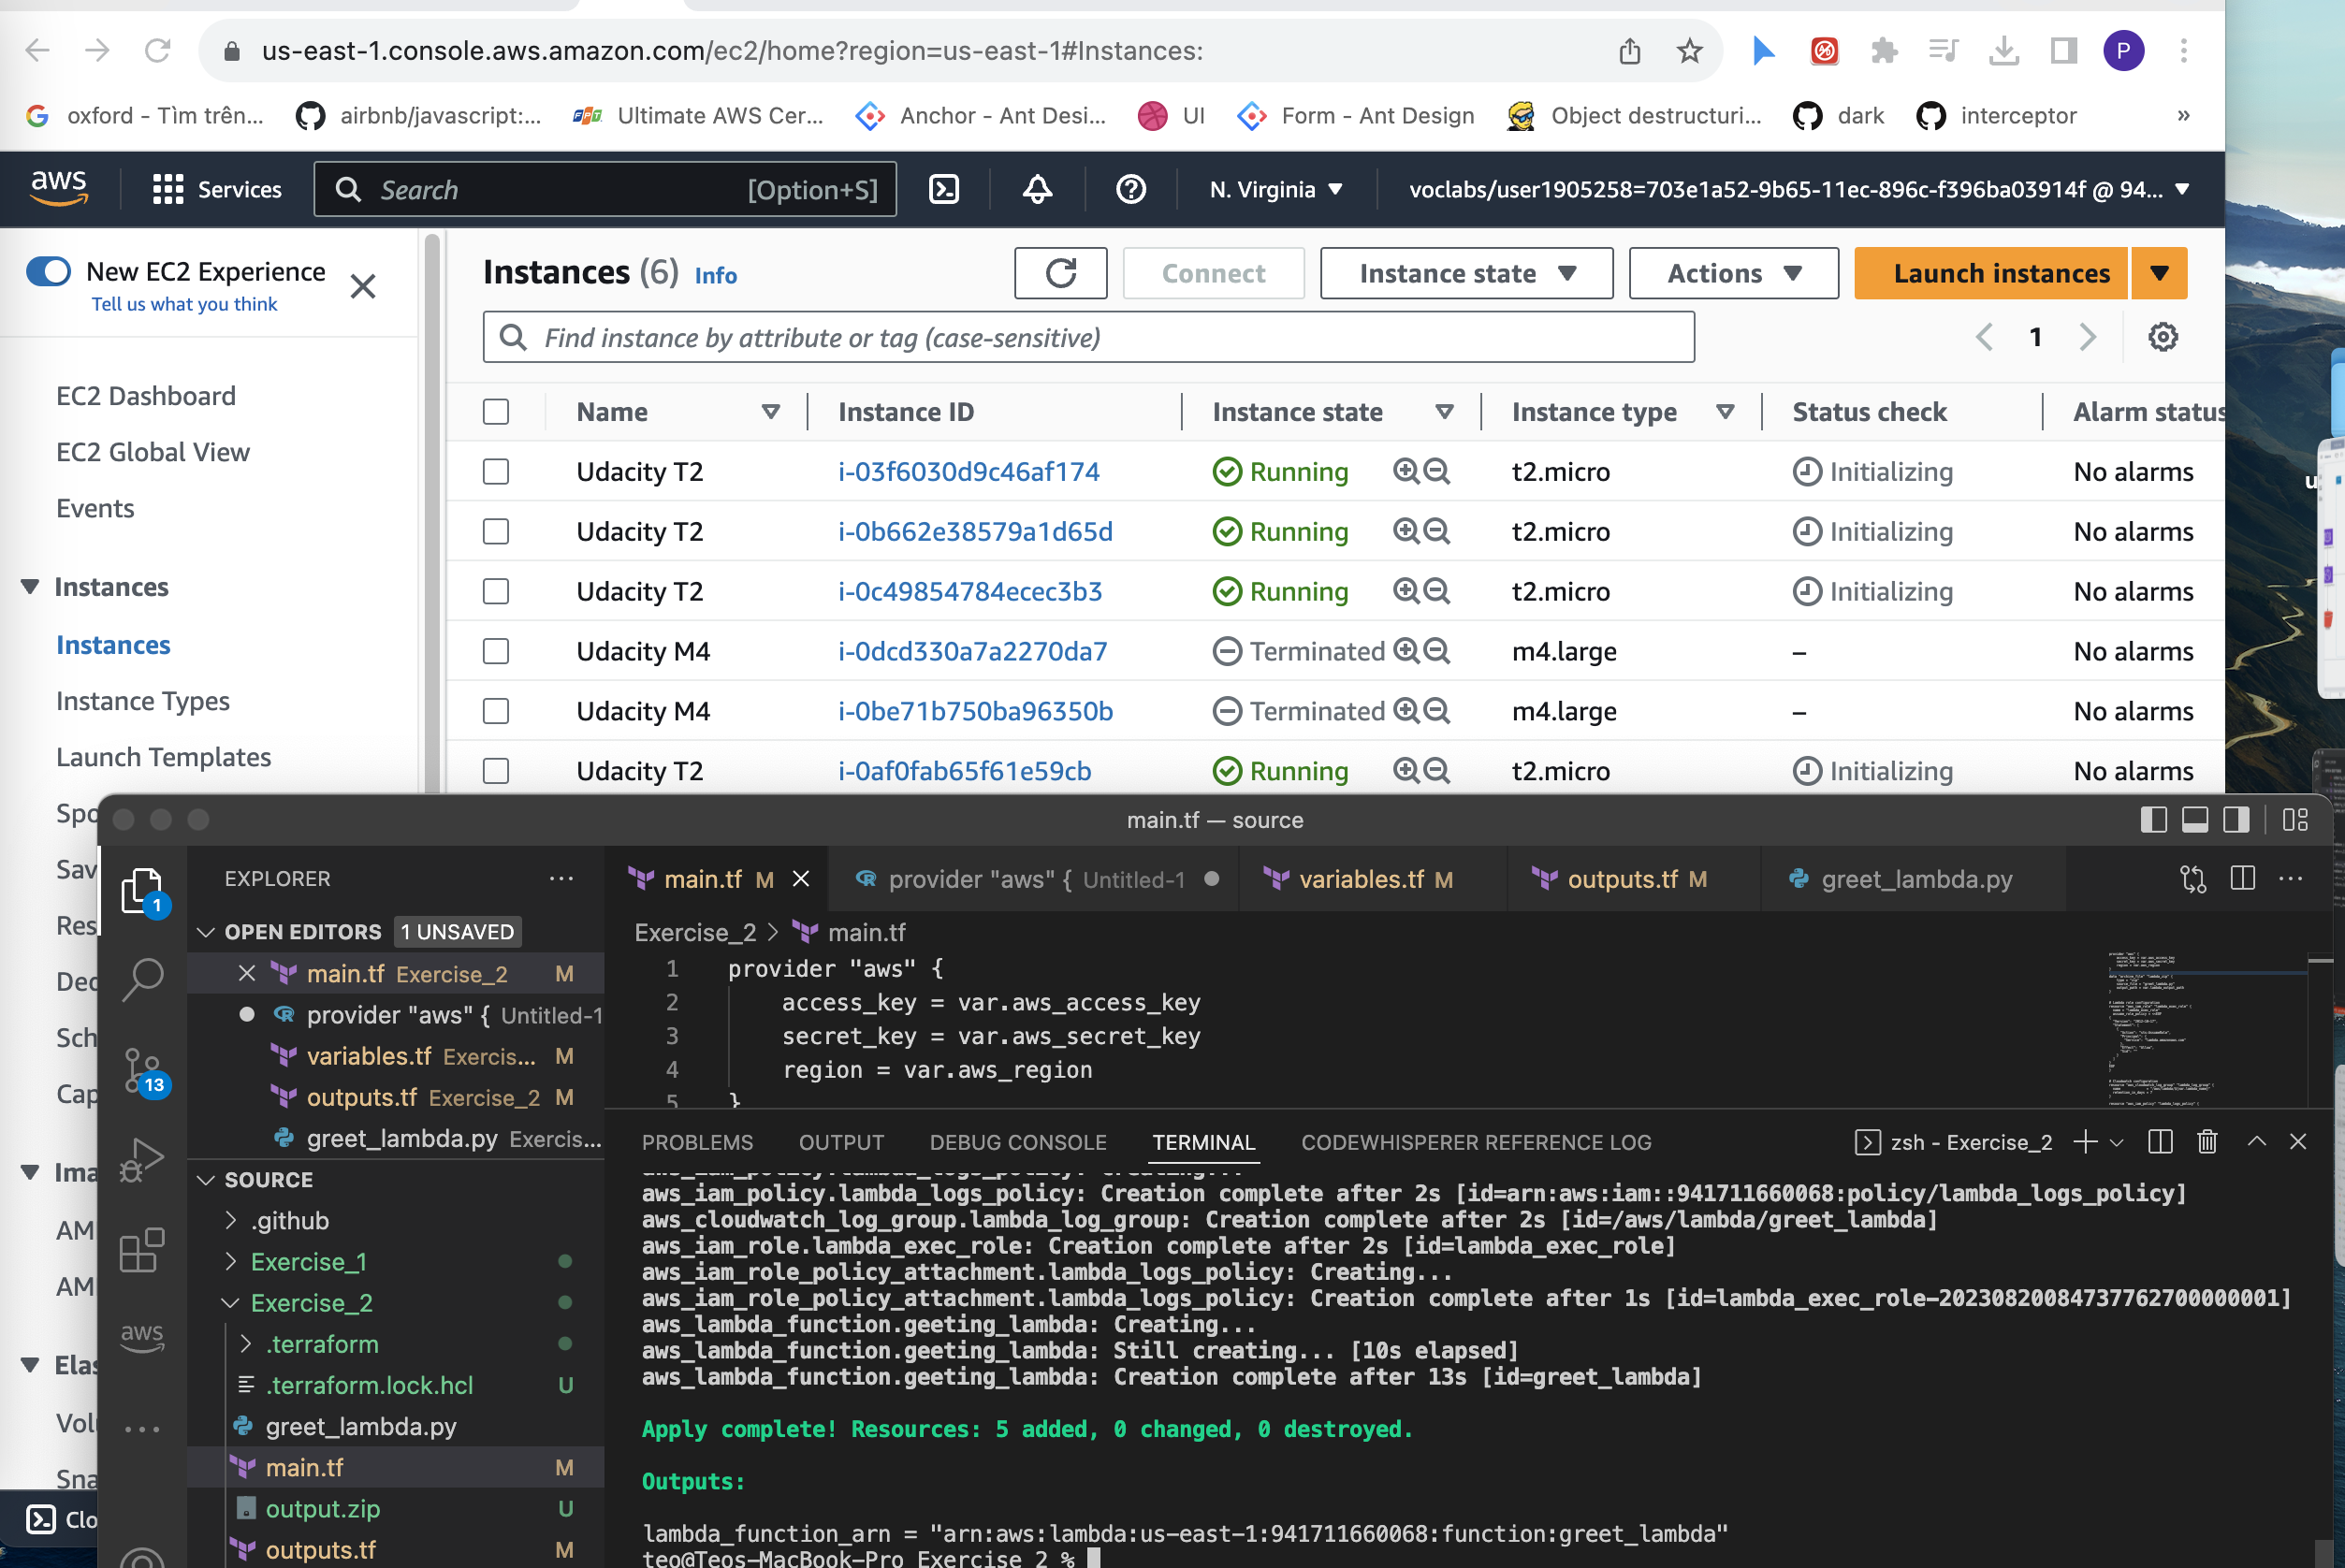 us-east-1.console.aws.amazon.com/ec2/home?region=us-east-1#Instances:
P
oxford - Tìm trên... airbnb/javascript:... Ultimate AWS Cer... Anchor - Ant Desi... UI Form - Ant Design Object destructuri... dark interceptor »
aws Services Search [Option+S] N. Virginia voclabs/user1905258=703e1a52-9b65-11ec-896c-f396ba03914f @ 94...
New EC2 Experience
Tell us what you think
EC2 Dashboard
EC2 Global View
Events
Instances
Instances
Instance Types
Launch Templates
Spo
Sav
Res
Dec
Sch
Cap
Ima
AM
AM
Elas
Vol
Sna
Clo
Instances (6) Info Connect Instance state Actions Launch instances
Find instance by attribute or tag (case-sensitive) 1
Name Instance ID Instance state Instance type Status check Alarm status
Udacity T2 i-03f6030d9c46af174 Running t2.micro Initializing No alarms
Udacity T2 i-0b662e38579a1d65d Running t2.micro Initializing No alarms
Udacity T2 i-0c49854784ecec3b3 Running t2.micro Initializing No alarms
Udacity M4 i-0dcd330a7a2270da7 Terminated m4.large – No alarms
Udacity M4 i-0be71b750ba96350b Terminated m4.large – No alarms
Udacity T2 i-0af0fab65f61e59cb Running t2.micro Initializing No alarms
main.tf — source
1
13
aws
EXPLORER ...
OPEN EDITORS 1 UNSAVED
main.tf Exercise_2 M
provider "aws" { Untitled-1
variables.tf Exercis... M
outputs.tf Exercise_2 M
greet_lambda.py Exercis...
SOURCE
.github
Exercise_1
Exercise_2
.terraform
.terraform.lock.hcl U
greet_lambda.py
main.tf M
output.zip U
outputs.tf M
main.tf M provider "aws" { Untitled-1 variables.tf M outputs.tf M greet_lambda.py
Exercise_2 > main.tf
1 provider "aws" {
2 access_key = var.aws_access_key
3 secret_key = var.aws_secret_key
4 region = var.aws_region
5 }
PROBLEMS OUTPUT DEBUG CONSOLE TERMINAL CODEWHISPERER REFERENCE LOG zsh - Exercise_2
aws_iam_policy.lambda_logs_policy: Creating...
aws_iam_policy.lambda_logs_policy: Creation complete after 2s [id=arn:aws:iam::941711660068:policy/lambda_logs_policy]
aws_cloudwatch_log_group.lambda_log_group: Creation complete after 2s [id=/aws/lambda/greet_lambda]
aws_iam_role.lambda_exec_role: Creation complete after 2s [id=lambda_exec_role]
aws_iam_role_policy_attachment.lambda_logs_policy: Creating...
aws_iam_role_policy_attachment.lambda_logs_policy: Creation complete after 1s [id=lambda_exec_role-20230820084737762700000001]
aws_lambda_function.geeting_lambda: Creating...
aws_lambda_function.geeting_lambda: Still creating... [10s elapsed]
aws_lambda_function.geeting_lambda: Creation complete after 13s [id=greet_lambda]
Apply complete! Resources: 5 added, 0 changed, 0 destroyed.
Outputs:
lambda_function_arn = "arn:aws:lambda:us-east-1:941711660068:function:greet_lambda"
teo@Teos-MacBook-Pro Exercise_2 %